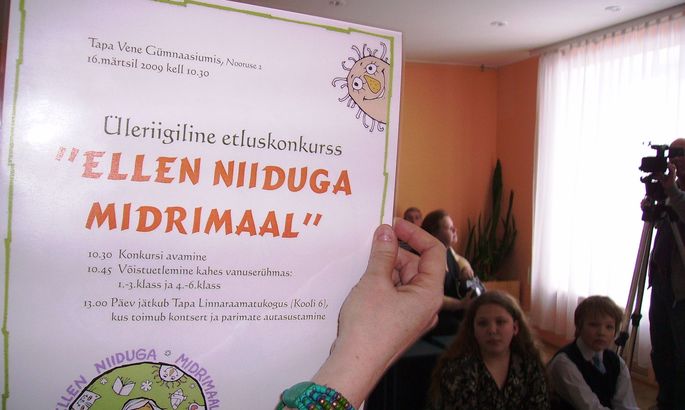 Tapa Vene Gümnaasiumis, Nooruse 2
16.märtsil 2009 kell 10.30
Üleriigiline etluskonkurss
"ELLEN NIIDUGA
MIDRIMAAL"
10.30 Konkursi avamine
10.45 Võistuetlemine kahes vanuserühmas:
1.-3.klass ja 4.-6.klass
13.00 Päev jätkub Tapa Linnaraamatukogus (Kooli 6),
kus toimub kontsert ja parimate autasustamine
ELLEN NIIDUGA • MIDRIMAAL